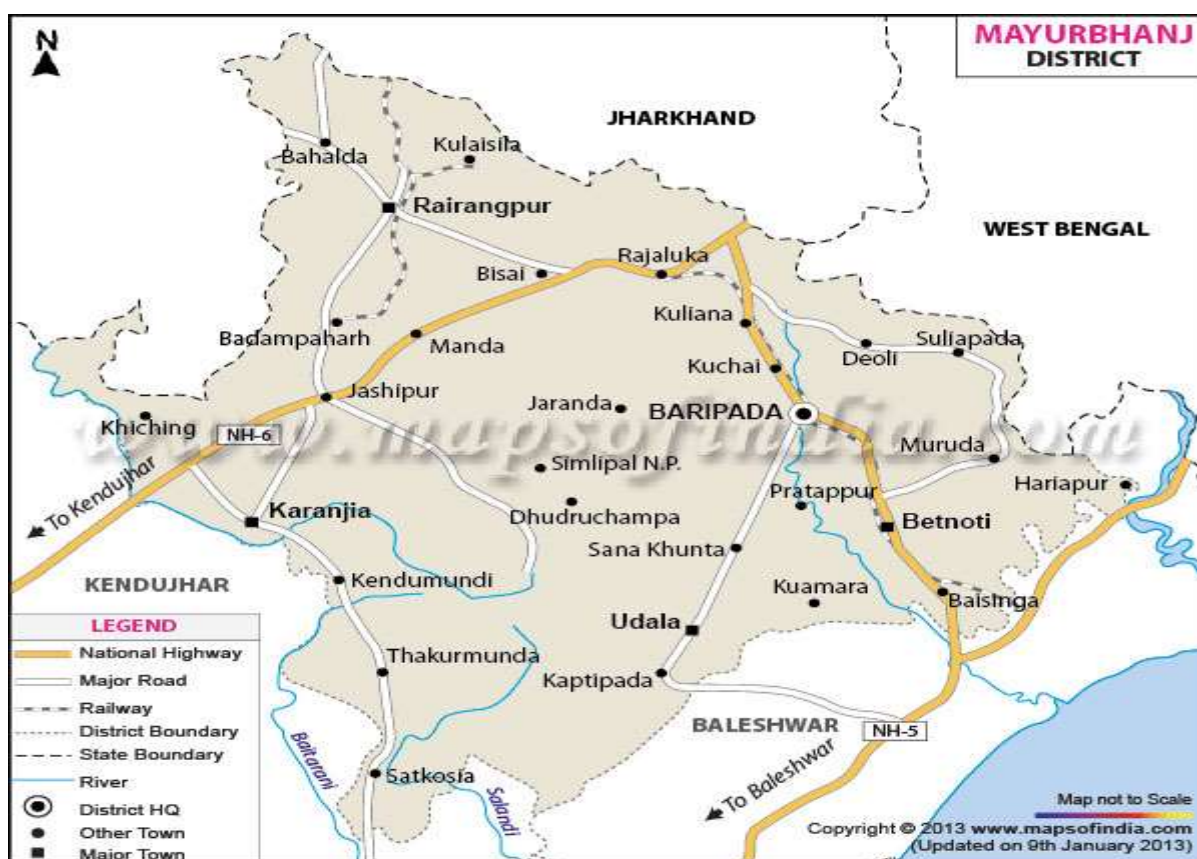 MAYURBHANJ
DISTRICT
N
JHARKHAND
WEST BENGAL
Kulaisila
Bahalda
Rairangpur
Rajaluka
Bisai
Kuliana
Badampaharh
Manda
Deoli
Suliapada
Kuchai
Jashipur
Jaranda
BARIPADA
Khiching
NH-6
www.mapsofindia.com
Muruda
Simlipal N.P.
To Kendujhar
Karanjia
Dhudruchampa
Pratappur
Hariapur
Betnoti
Sana Khunta
KENDUJHAR
Kendumundi
Kuamara
Baisinga
LEGEND
National Highway
Major Road
Railway
District Boundary
State Boundary
River
District HQ
Other Town
Major Town
Udala
Thakurmunda
Kaptipada
BALESHWAR
NH-5
Baitarani
Satkosia
Salandi
To Baleshwar
Map not to Scale
Copyright © 2013 www.mapsofindia.com
(Updated on 9th January 2013)